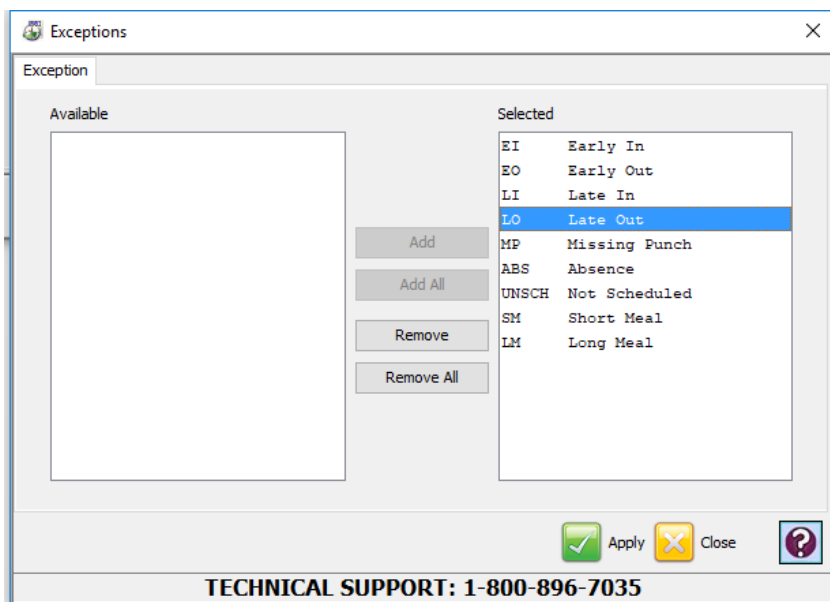 Exceptions
Exception
Available
Selected
EI Early In
EO Early Out
LI Late In
LO Late Out
MP Missing Punch
ABS Absence
UNSCH Not Scheduled
SM Short Meal
LM Long Meal
Add
Add All
Remove
Remove All
Apply
Close
?
TECHNICAL SUPPORT: 1-800-896-7035